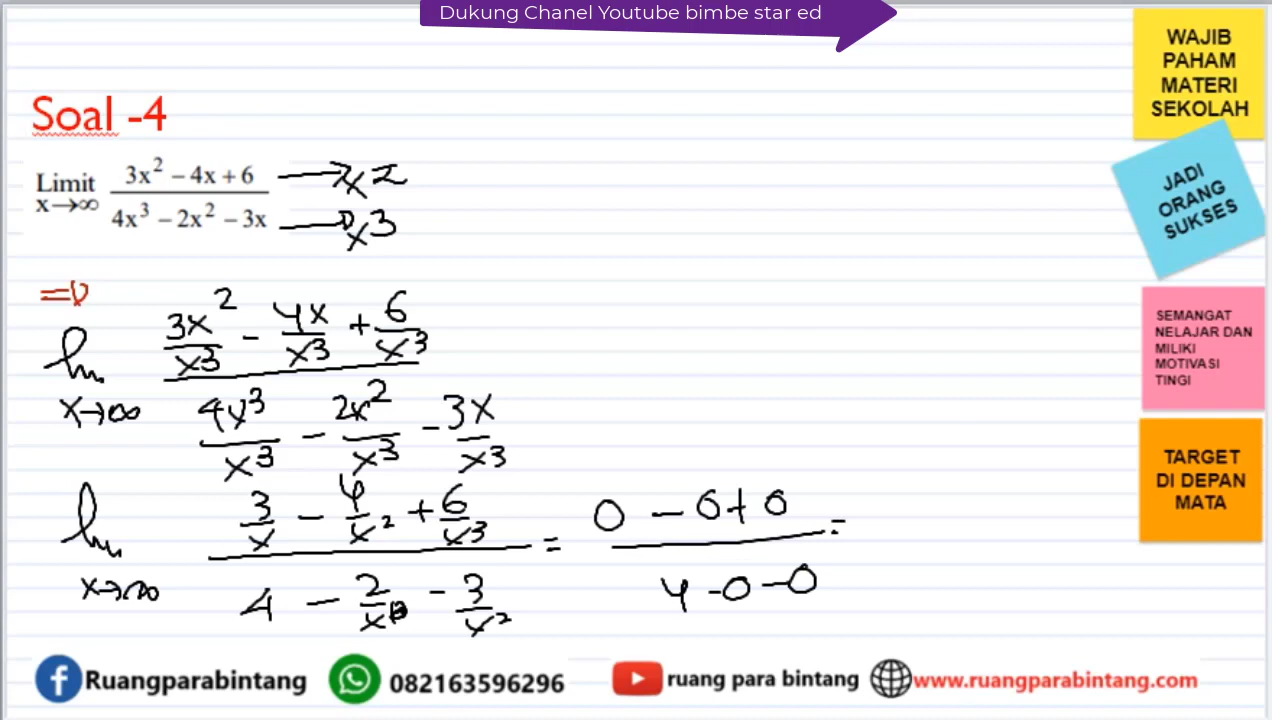 Dukung Chanel Youtube bimbe star ed
WAJIB
PAHAM
MATERI
SEKOLAH
JADI
ORANG
SUKSES
SEMANGAT
NELAJAR DAN
MILIKI
MOTIVASI
TINGI
TARGET
DI DEPAN
MATA
Soal -4
Limit x→∞ (3x² − 4x + 6) / (4x³ − 2x² − 3x)
→ x²
→ x³
lim x→∞ (3x²/x³ − 4x/x³ + 6/x³) / (4x³/x³ − 2x²/x³ − 3x/x³)
lim x→∞ (3/x − 4/x² + 6/x³) / (4 − 2/x − 3/x²) = (0 − 0 + 0) / (4 − 0 − 0) =
Ruangparabintang 082163596296 ruang para bintang www.ruangparabintang.com